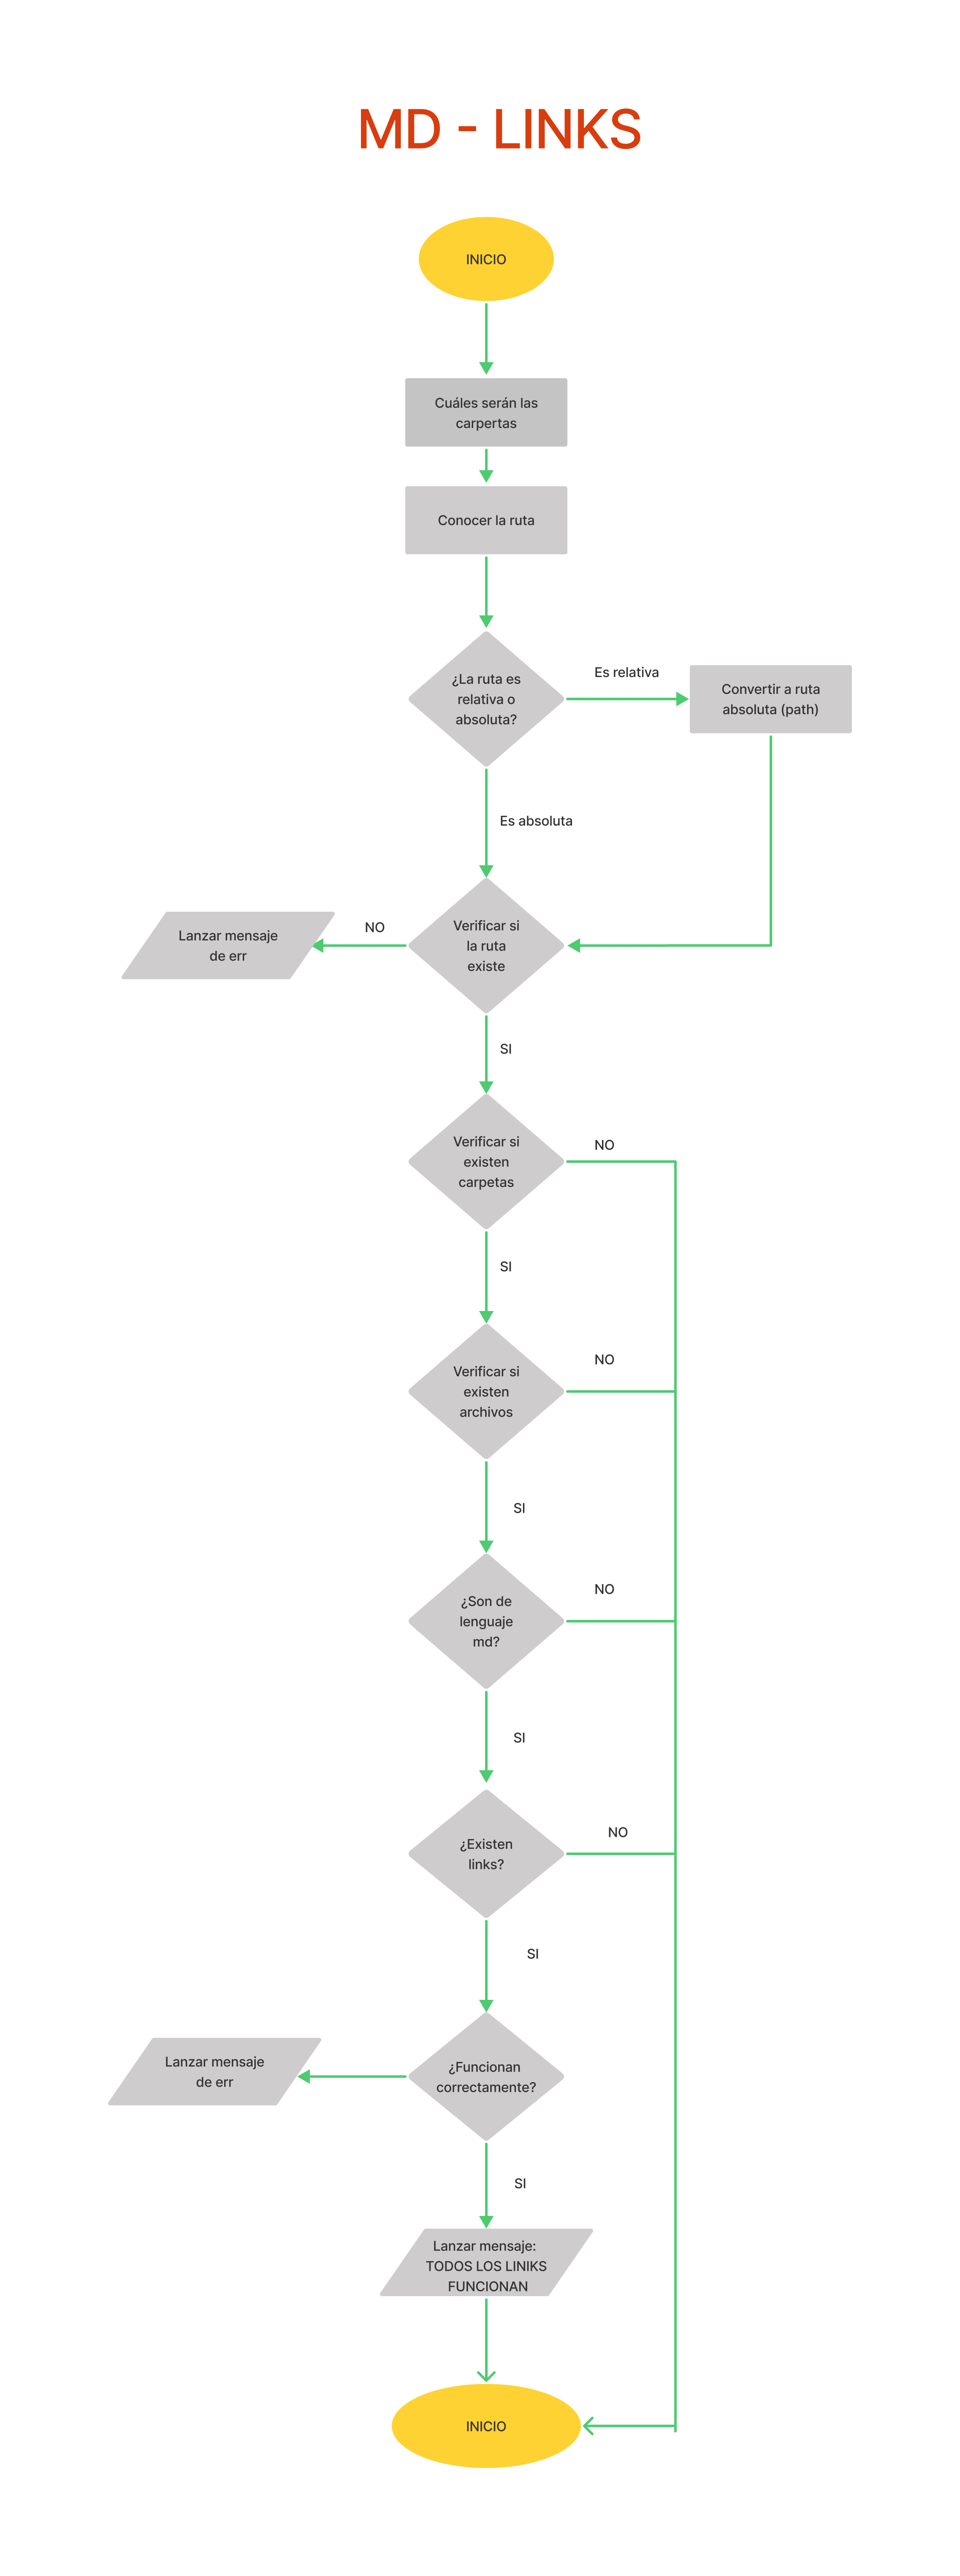 MD - LINKS
INICIO
Cuáles serán las
carpertas
Conocer la ruta
¿La ruta es
relativa o
absoluta?
Es relativa
Convertir a ruta
absoluta (path)
Es absoluta
Verificar si
la ruta
existe
NO
Lanzar mensaje
de err
SI
Verificar si
existen
carpetas
NO
SI
Verificar si
existen
archivos
NO
SI
¿Son de
lenguaje
md?
NO
SI
¿Existen
links?
NO
SI
¿Funcionan
correctamente?
Lanzar mensaje
de err
SI
Lanzar mensaje:
TODOS LOS LINIKS
FUNCIONAN
INICIO